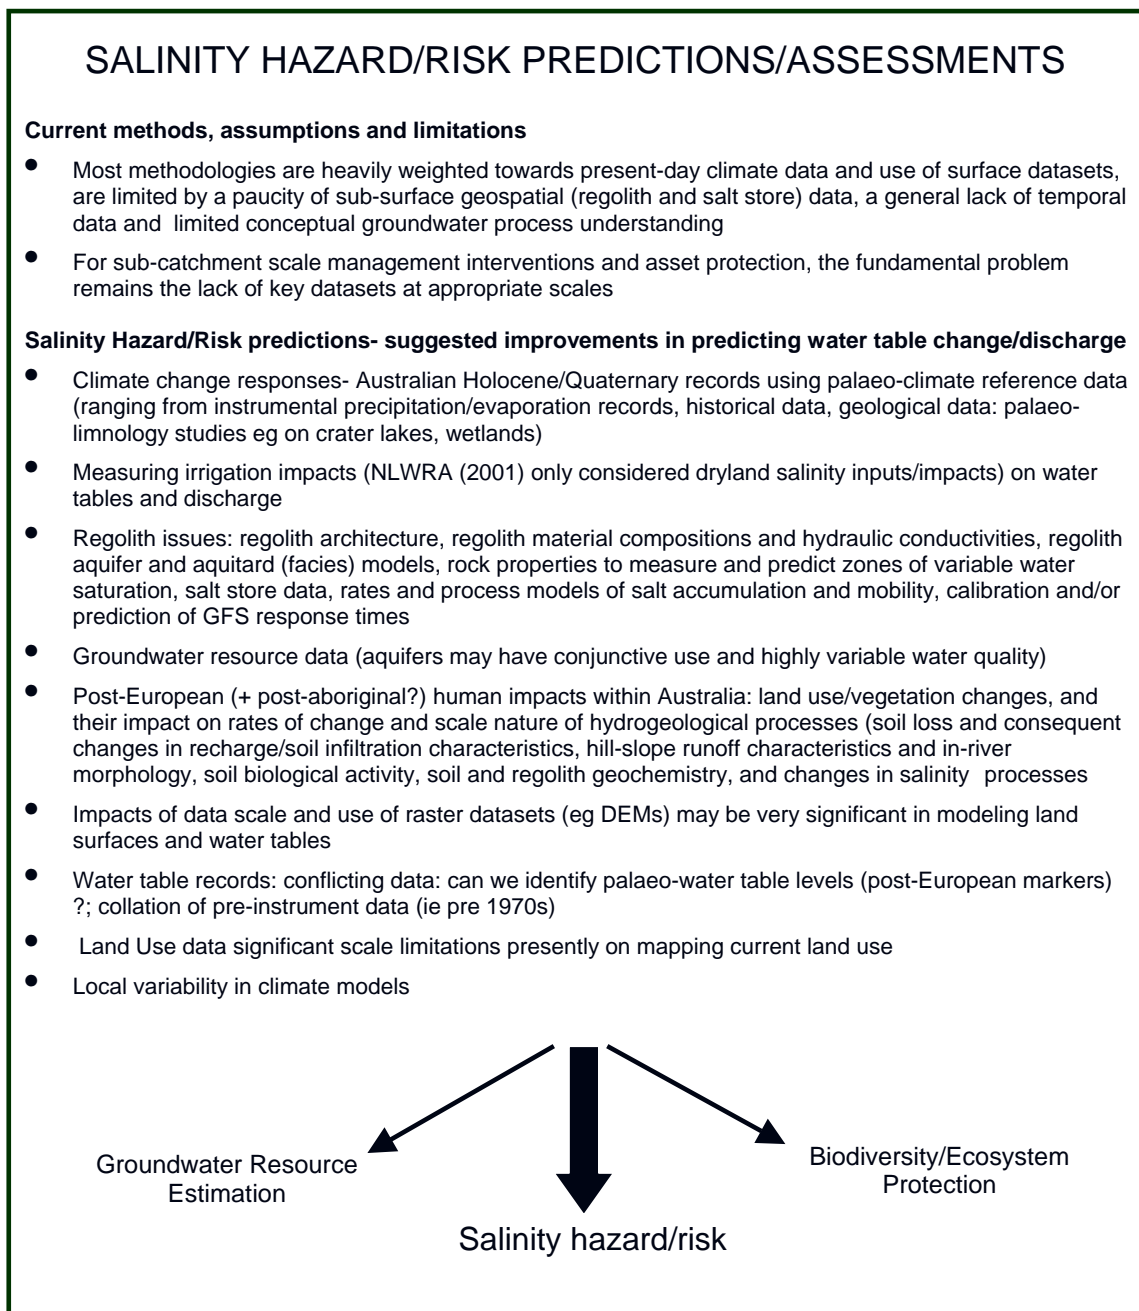 SALINITY HAZARD/RISK PREDICTIONS/ASSESSMENTS
Current methods, assumptions and limitations
• Most methodologies are heavily weighted towards present-day climate data and use of surface datasets,
are limited by a paucity of sub-surface geospatial (regolith and salt store) data, a general lack of temporal
data and limited conceptual groundwater process understanding
• For sub-catchment scale management interventions and asset protection, the fundamental problem
remains the lack of key datasets at appropriate scales
Salinity Hazard/Risk predictions- suggested improvements in predicting water table change/discharge
• Climate change responses- Australian Holocene/Quaternary records using palaeo-climate reference data
(ranging from instrumental precipitation/evaporation records, historical data, geological data: palaeo-
limnology studies eg on crater lakes, wetlands)
• Measuring irrigation impacts (NLWRA (2001) only considered dryland salinity inputs/impacts) on water
tables and discharge
• Regolith issues: regolith architecture, regolith material compositions and hydraulic conductivities, regolith
aquifer and aquitard (facies) models, rock properties to measure and predict zones of variable water
saturation, salt store data, rates and process models of salt accumulation and mobility, calibration and/or
prediction of GFS response times
• Groundwater resource data (aquifers may have conjunctive use and highly variable water quality)
• Post-European (+ post-aboriginal?) human impacts within Australia: land use/vegetation changes, and
their impact on rates of change and scale nature of hydrogeological processes (soil loss and consequent
changes in recharge/soil infiltration characteristics, hill-slope runoff characteristics and in-river
morphology, soil biological activity, soil and regolith geochemistry, and changes in salinity processes
• Impacts of data scale and use of raster datasets (eg DEMs) may be very significant in modeling land
surfaces and water tables
• Water table records: conflicting data: can we identify palaeo-water table levels (post-European markers)
?; collation of pre-instrument data (ie pre 1970s)
• Land Use data significant scale limitations presently on mapping current land use
• Local variability in climate models
Groundwater Resource
Estimation
Biodiversity/Ecosystem
Protection
Salinity hazard/risk